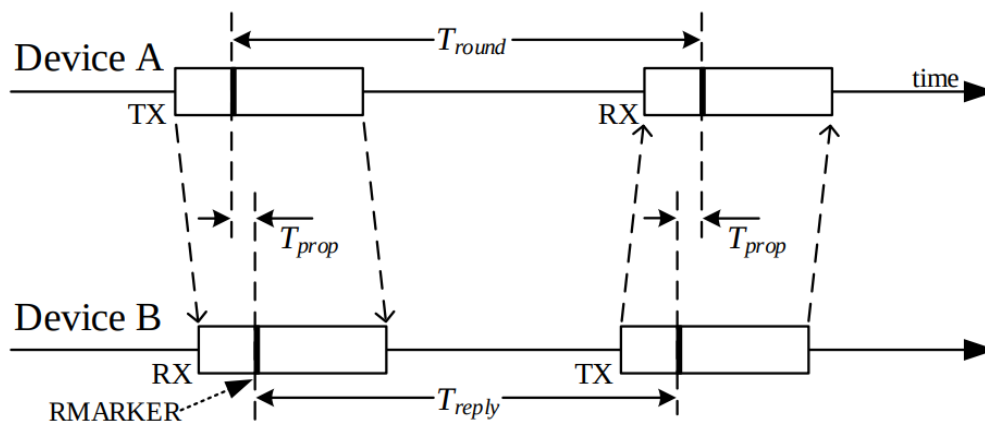 T_round
Device A
time
TX
RX
T_prop
T_prop
Device B
RX
TX
RMARKER
T_reply